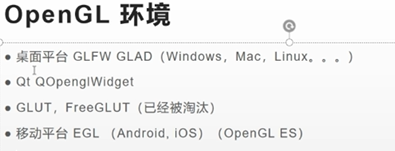 OpenGL 环境
● 桌面平台 GLFW GLAD（Windows，Mac，Linux。。。）
● Qt QOpenglWidget
● GLUT，FreeGLUT（已经被淘汰）
● 移动平台 EGL （Android, iOS）（OpenGL ES）